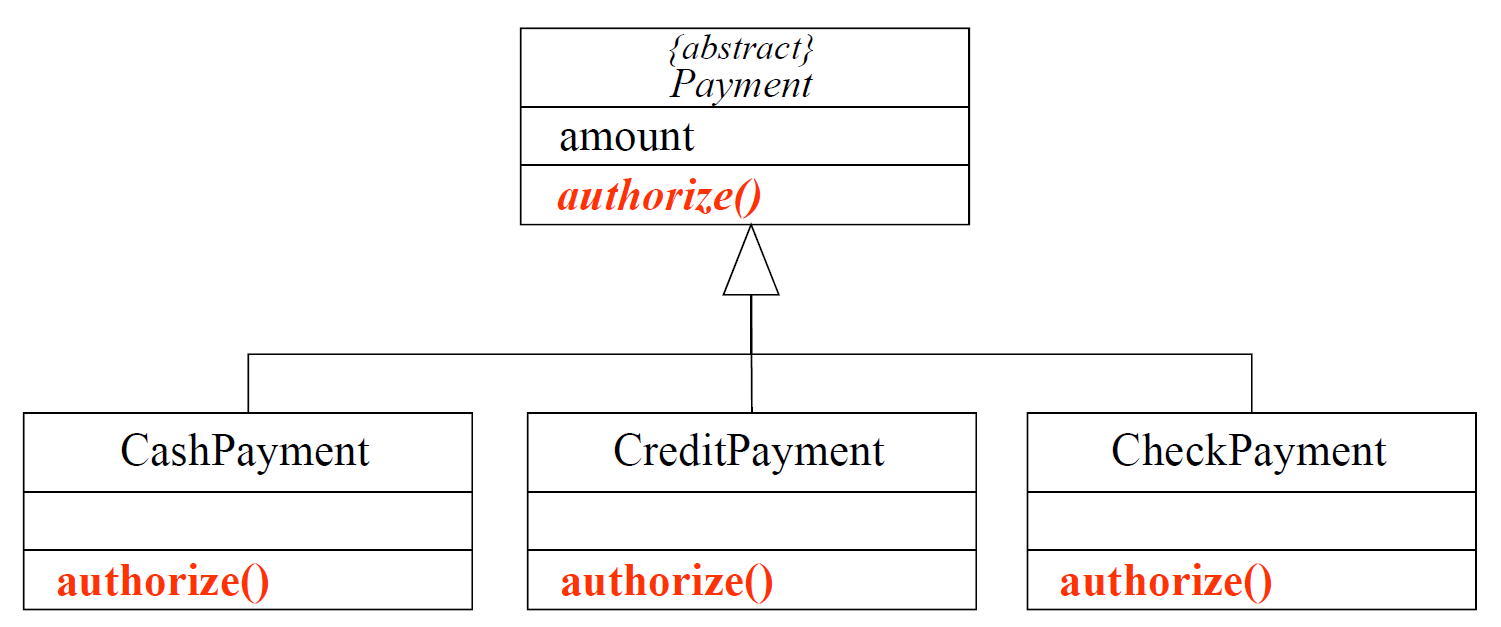 {abstract}
Payment
amount
authorize()
CashPayment
CreditPayment
CheckPayment
authorize()
authorize()
authorize()